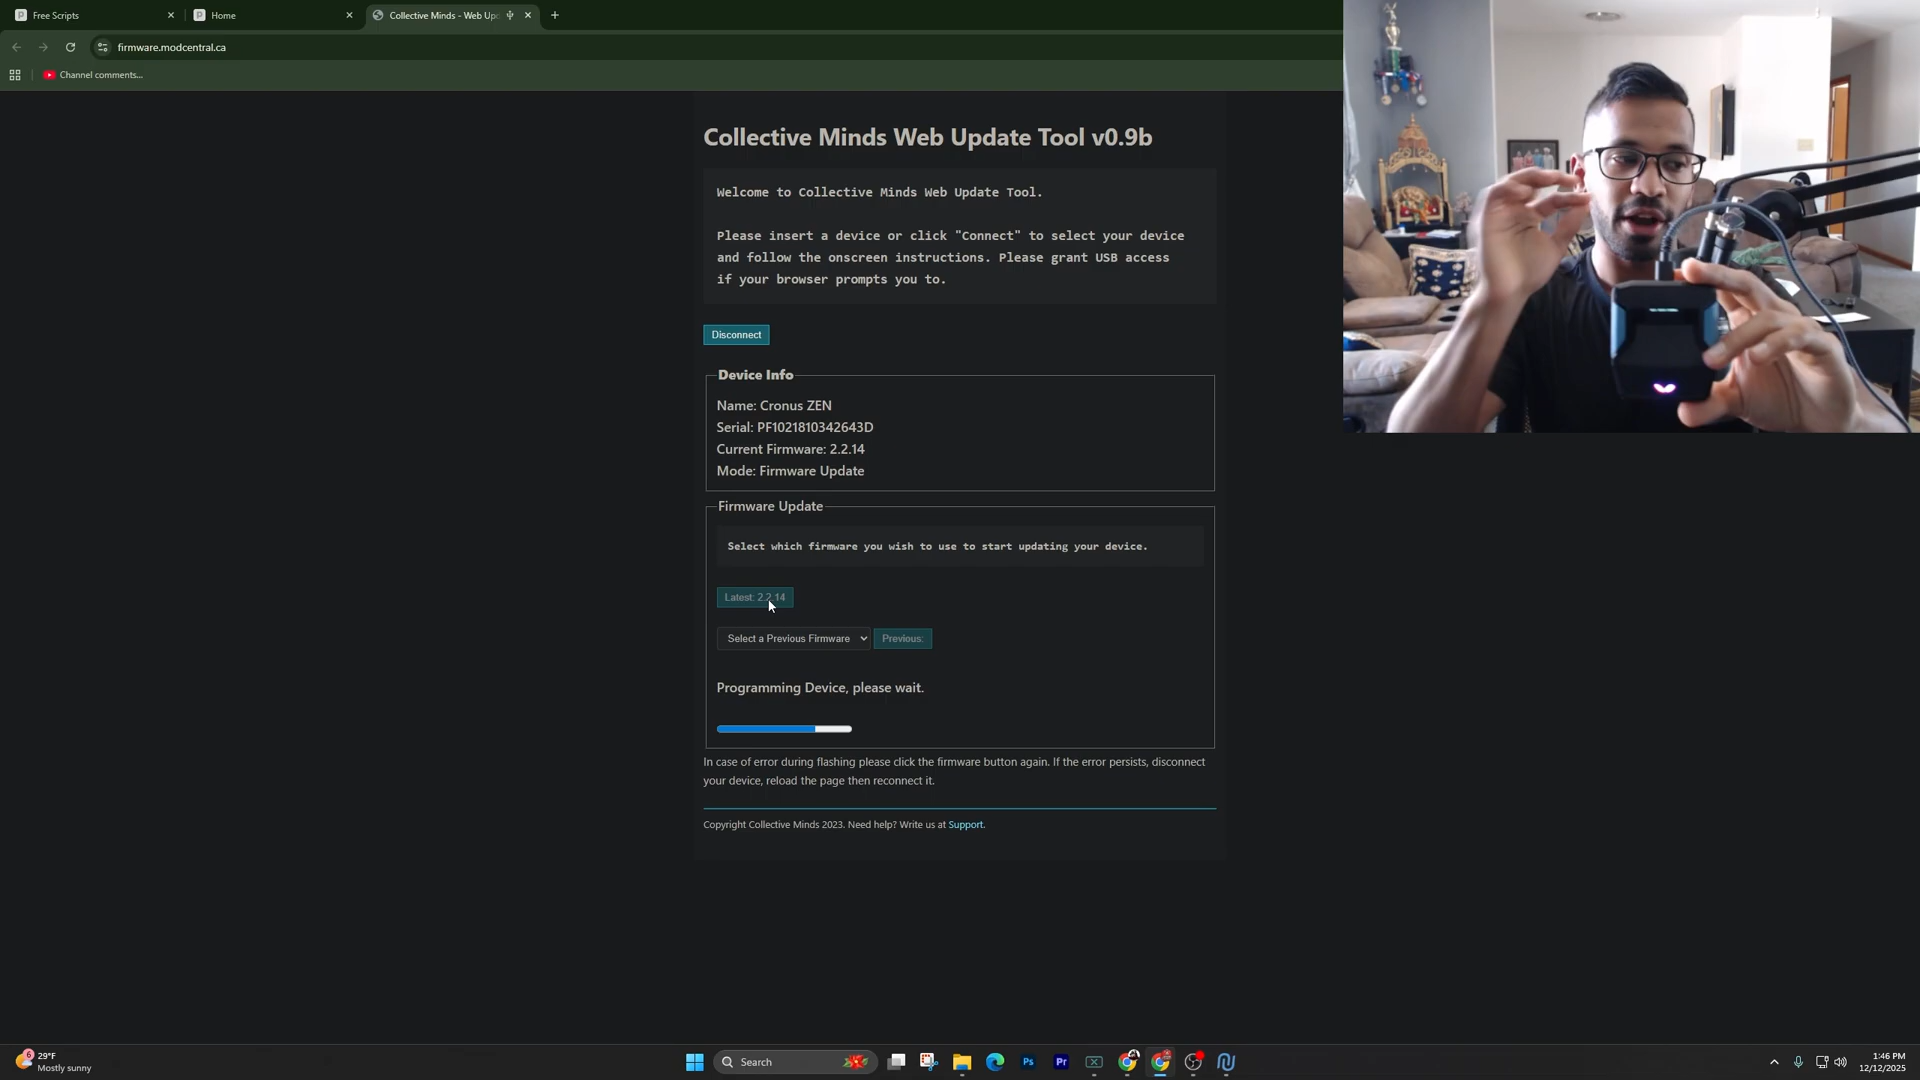 Free Scripts
Home
Collective Minds - Web Upd
firmware.modcentral.ca
Channel comments...
Collective Minds Web Update Tool v0.9b
Welcome to Collective Minds Web Update Tool.
Please insert a device or click "Connect" to select your device
and follow the onscreen instructions. Please grant USB access
if your browser prompts you to.
Disconnect
Device Info
Name: Cronus ZEN
Serial: PF1021810342643D
Current Firmware: 2.2.14
Mode: Firmware Update
Firmware Update
Select which firmware you wish to use to start updating your device.
Latest: 2.2.14
Select a Previous Firmware
Previous:
Programming Device, please wait.
In case of error during flashing please click the firmware button again. If the error persists, disconnect
your device, reload the page then reconnect it.
Copyright Collective Minds 2023. Need help? Write us at Support.
6
29°F
Mostly sunny
Search
Ps
Pr
1:46 PM
12/12/2025